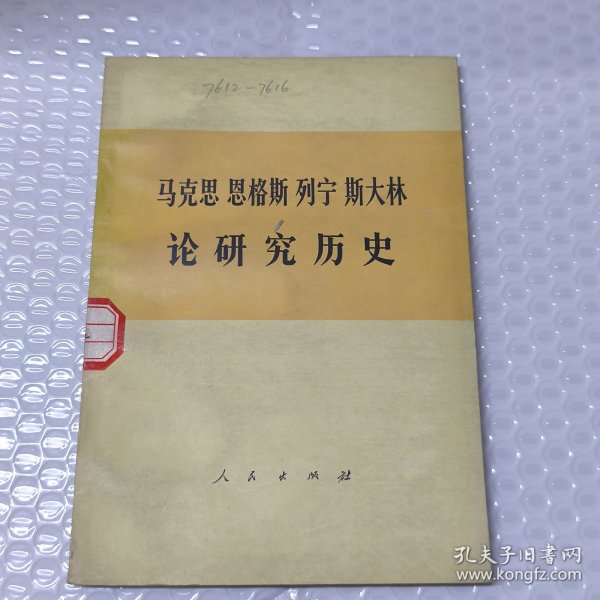 7612-7616
马克思 恩格斯 列宁 斯大林
论研究历史
人民出版社
孔夫子旧书网
www.kongfz.com